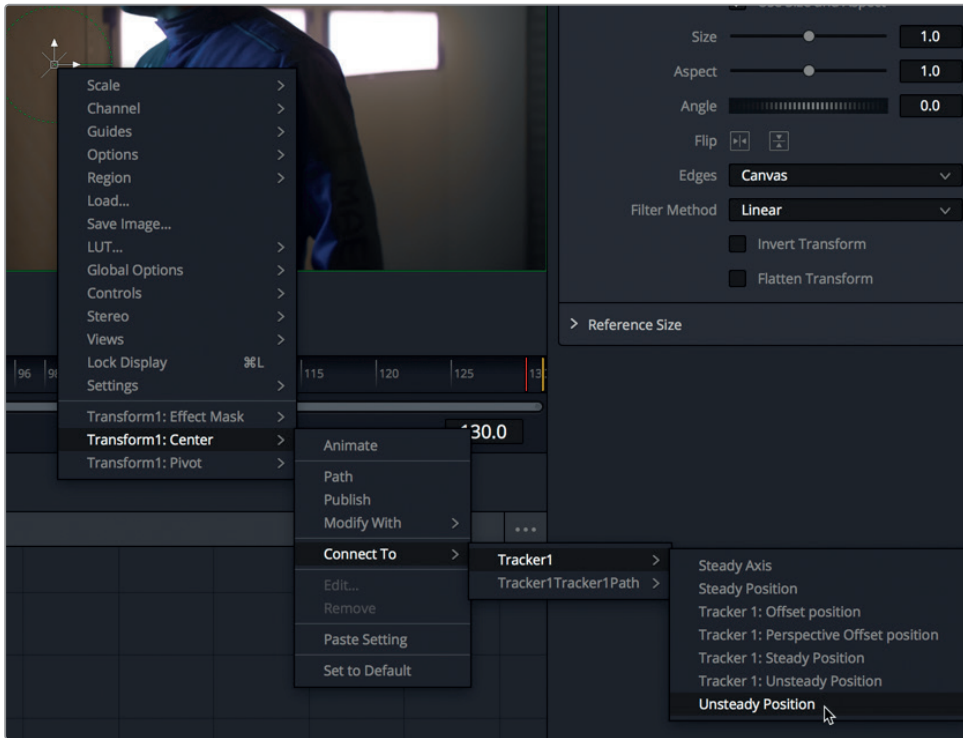 Size 1.0
Aspect 1.0
Angle 0.0
Flip
Edges Canvas
Filter Method Linear
Invert Transform
Flatten Transform
Reference Size
Scale
Channel
Guides
Options
Region
Load...
Save Image...
LUT...
Global Options
Controls
Stereo
Views
Lock Display ⌘L
Settings
Transform1: Effect Mask
Transform1: Center
Transform1: Pivot
96 115 120 125
130.0
Animate
Path
Publish
Modify With
Connect To
Edit...
Remove
Paste Setting
Set to Default
Tracker1
Tracker1Tracker1Path
Steady Axis
Steady Position
Tracker 1: Offset position
Tracker 1: Perspective Offset position
Tracker 1: Steady Position
Tracker 1: Unsteady Position
Unsteady Position